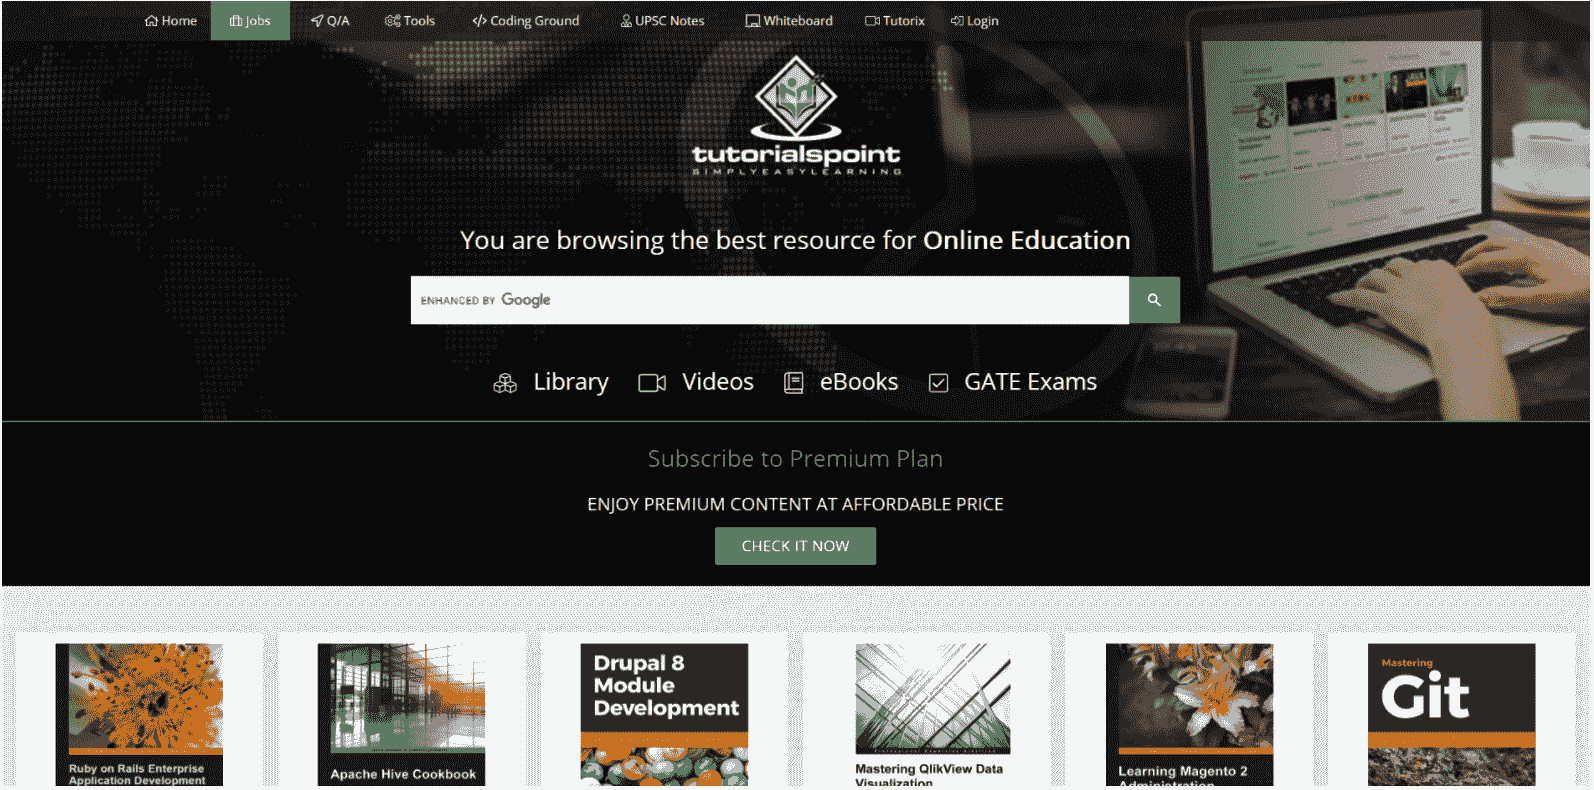 Home Jobs Q/A Tools Coding Ground UPSC Notes Whiteboard Tutorix Login
tutorialspoint
SIMPLYEASYLEARNING
You are browsing the best resource for Online Education
ENHANCED BY Google
Library Videos eBooks GATE Exams
Subscribe to Premium Plan
ENJOY PREMIUM CONTENT AT AFFORDABLE PRICE
CHECK IT NOW
Ruby on Rails Enterprise
Application Development
Apache Hive Cookbook
Drupal 8
Module
Development
Mastering QlikView Data
Visualization
Learning Magento 2
Administration
Mastering
Git